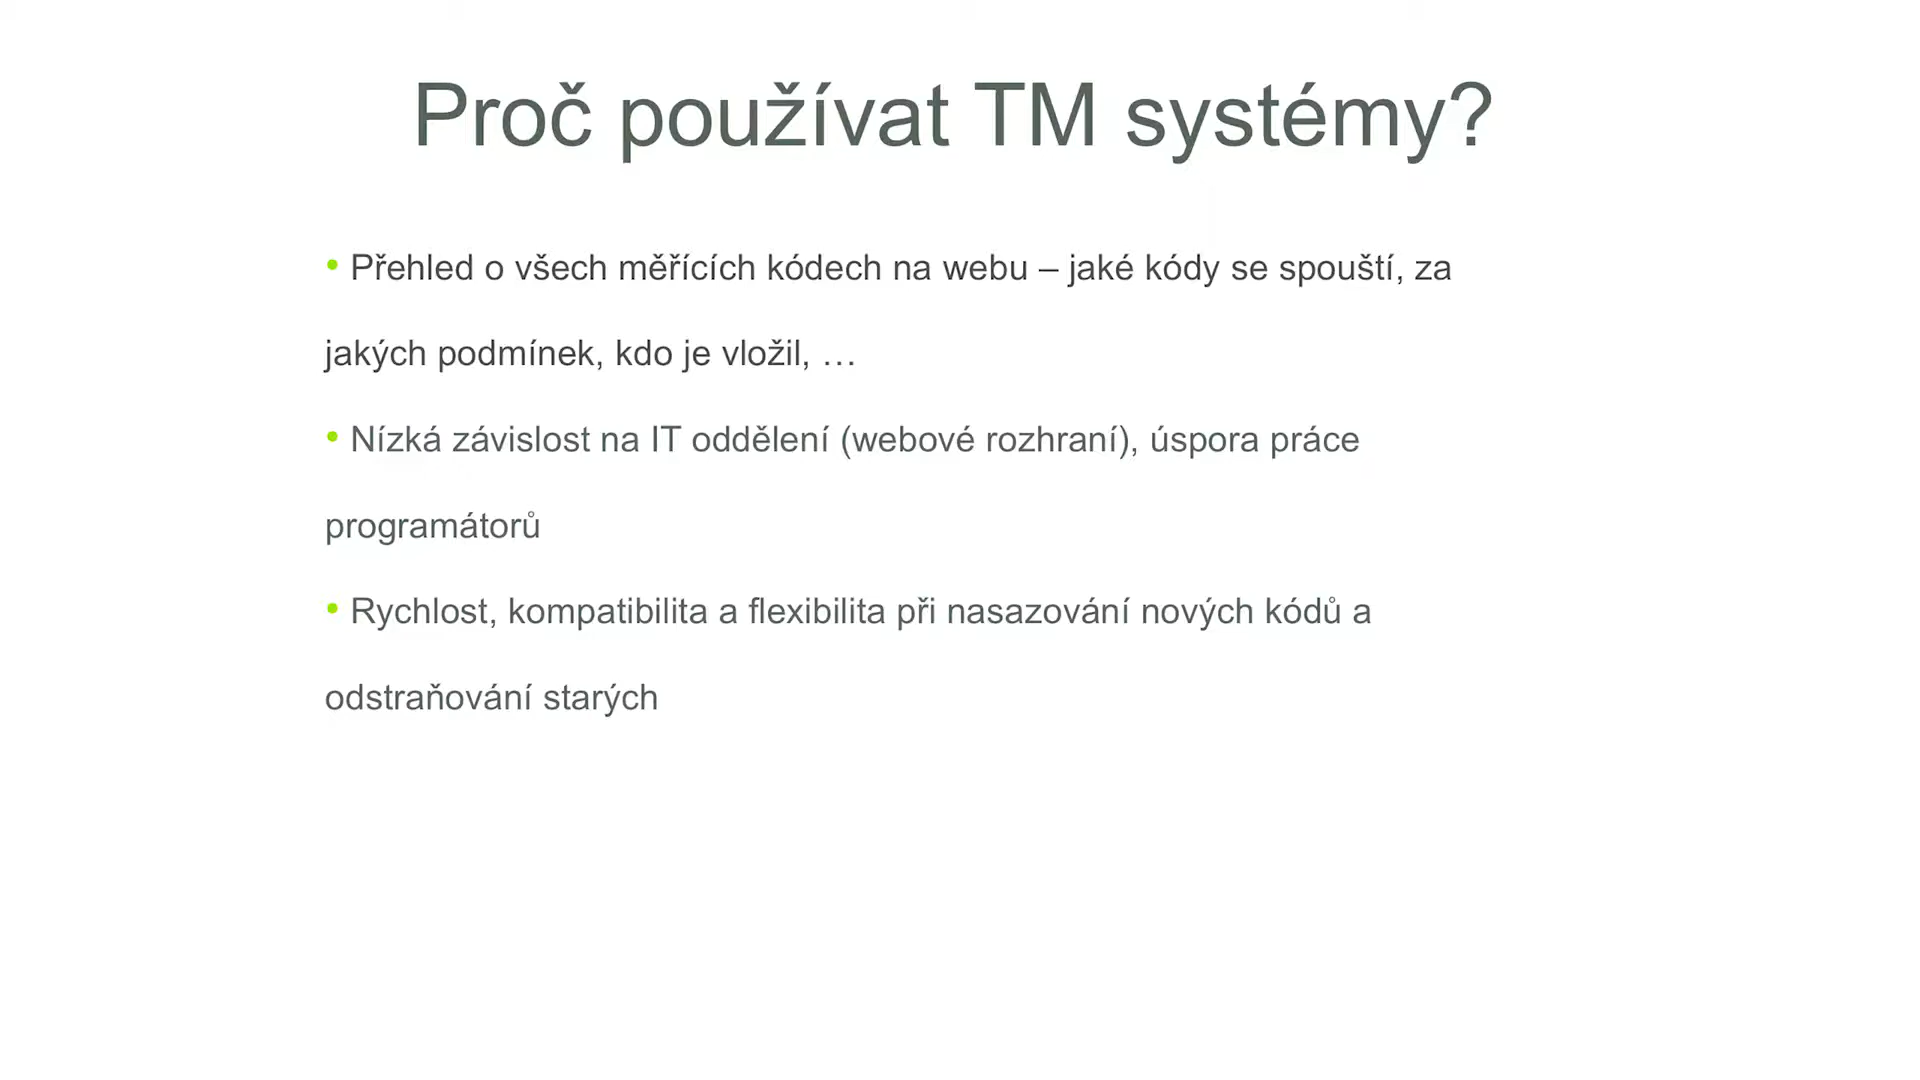 Proč používat TM systémy?
• Přehled o všech měřících kódech na webu – jaké kódy se spouští, za
jakých podmínek, kdo je vložil, …
• Nízká závislost na IT oddělení (webové rozhraní), úspora práce
programátorů
• Rychlost, kompatibilita a flexibilita při nasazování nových kódů a
odstraňování starých